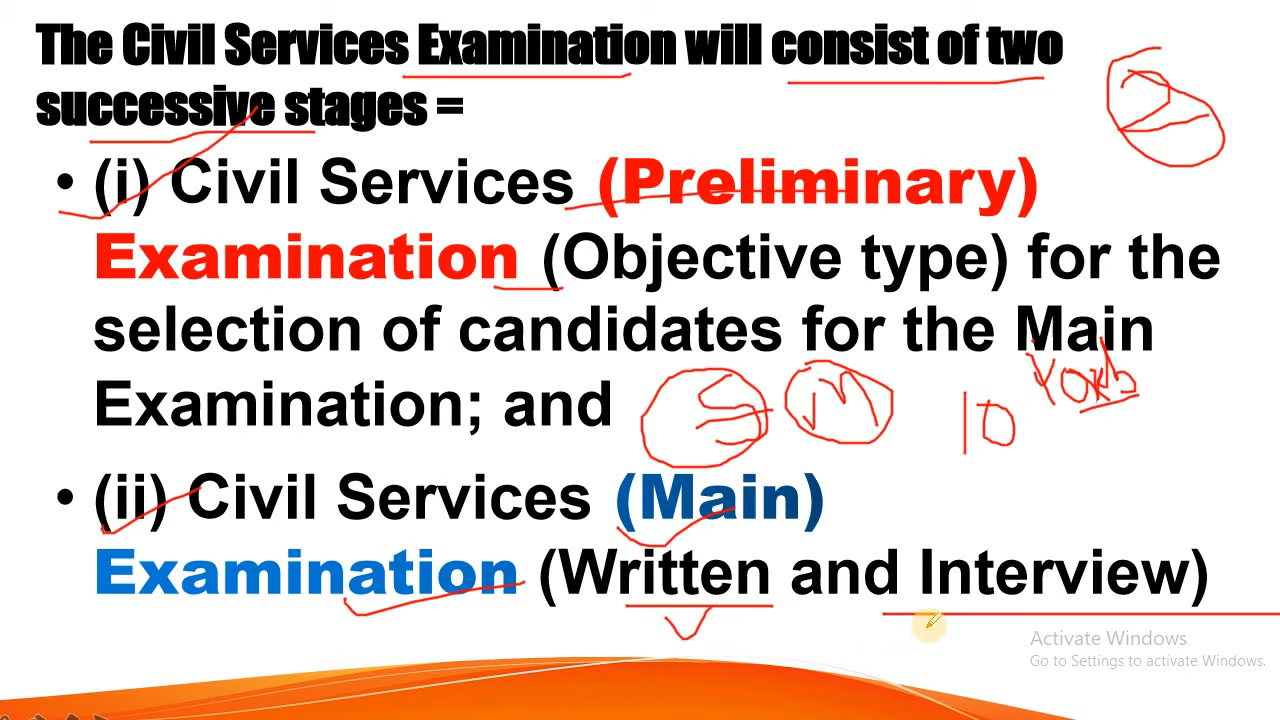 The Civil Services Examination will consist of two
successive stages =
• (i) Civil Services (Preliminary)
Examination (Objective type) for the
selection of candidates for the Main
Examination; and
M 10
• (ii) Civil Services (Main)
Examination (Written and Interview)
Activate Windows
Go to Settings to activate Windows.